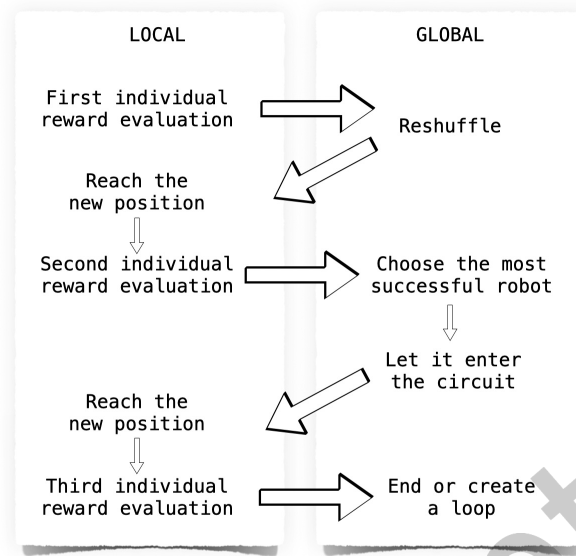 LOCAL
GLOBAL
First individual
reward evaluation
Reshuffle
Reach the
new position
Second individual
reward evaluation
Choose the most
successful robot
Let it enter
the circuit
Reach the
new position
Third individual
reward evaluation
End or create
a loop